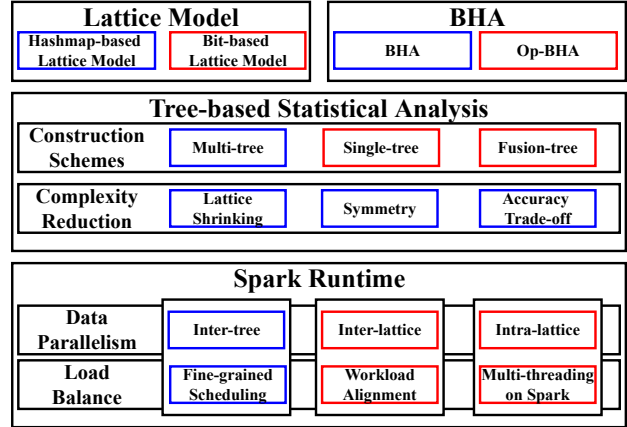 Lattice Model
Hashmap-based
Lattice Model
Bit-based
Lattice Model
BHA
BHA
Op-BHA
Tree-based Statistical Analysis
Construction
Schemes
Multi-tree
Single-tree
Fusion-tree
Complexity
Reduction
Lattice
Shrinking
Symmetry
Accuracy
Trade-off
Spark Runtime
Data
Parallelism
Inter-tree
Inter-lattice
Intra-lattice
Load
Balance
Fine-grained
Scheduling
Workload
Alignment
Multi-threading
on Spark